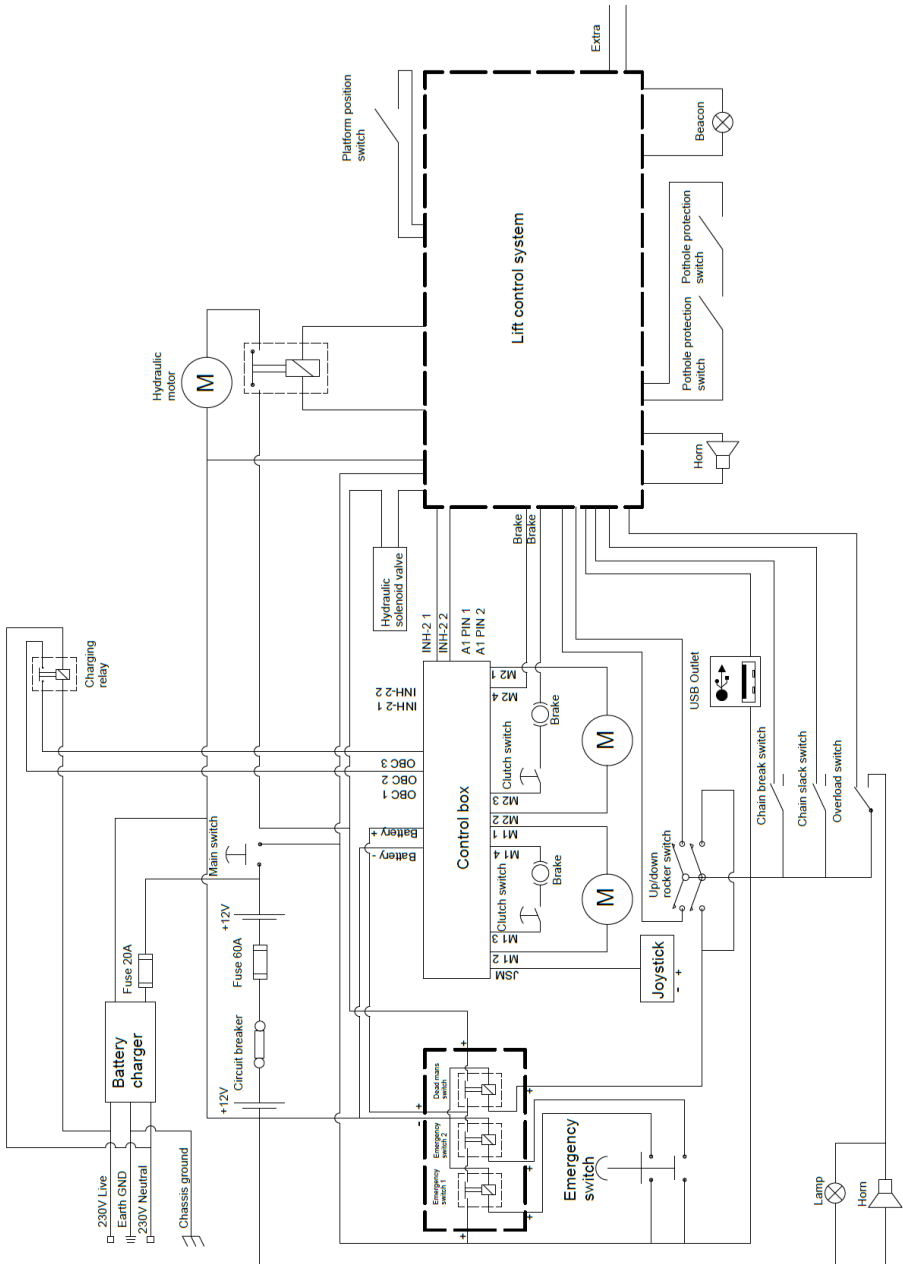 230V Live
Earth GND
230V Neutral
Chassis ground
Battery
charger
Fuse 20A
Charging
relay
+12V
Circuit breaker
Fuse 60A
+12V
Main switch
Hydraulic
motor
M
Platform position
switch
Hydraulic
solenoid valve
Lift control system
Extra
Beacon
Pothole protection
switch
Pothole protection
switch
Horn
Brake
Brake
INH-2 1
INH-2 2
A1 PIN 1
A1 PIN 2
INH-2 2
INH-2 1
OBC 3
OBC 2
OBC 1
Battery +
Battery -
Control box
M2 1
M2 4
M2 3
M2 2
M1 1
M1 4
M1 3
M1 2
JSM
Clutch switch
Brake
M
Clutch switch
Brake
M
Joystick
- +
Up/down
rocker switch
USB Outlet
Chain break switch
Chain slack switch
Overload switch
+
-
+
Dead mans
switch
Emergency
switch 2
Emergency
switch 1
+
+
+
+
Emergency
switch
Lamp
Horn